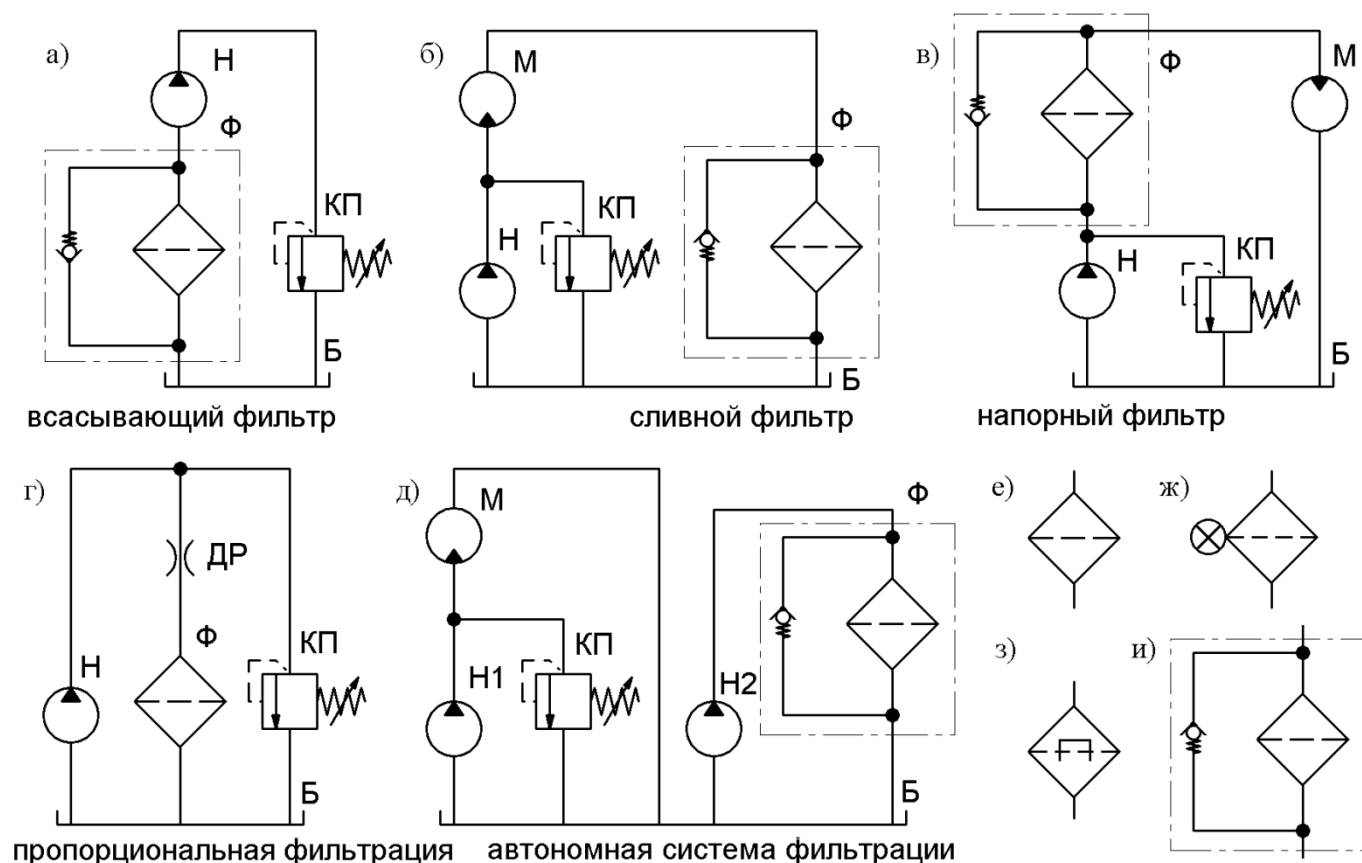 а) Н Ф КП Б
всасывающий фильтр
б) М Н КП Ф Б
сливной фильтр
в) Ф М Н КП Б
напорный фильтр
г) ДР Ф Н КП Б
пропорциональная фильтрация
д) М Н1 КП Н2 Ф Б
автономная система фильтрации
е)
ж)
з)
и)